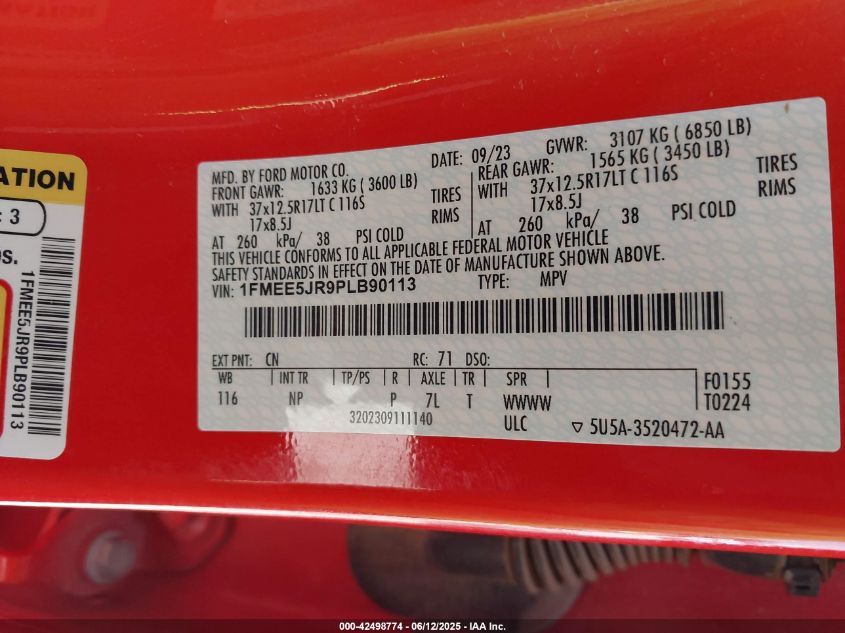 ATION
: 3
os.
1FMEE5JR9PLB90113
MFD. BY FORD MOTOR CO.
DATE: 09/23 GVWR: 3107 KG ( 6850 LB)
FRONT GAWR: 1633 KG (3600 LB) REAR GAWR: 1565 KG ( 3450 LB)
WITH 37x12.5R17LT C 116S TIRES WITH 37x12.5R17LT C 116S TIRES
17x8.5J RIMS 17x8.5J RIMS
AT 260 kPa/ 38 PSI COLD AT 260 kPa/ 38 PSI COLD
THIS VEHICLE CONFORMS TO ALL APPLICABLE FEDERAL MOTOR VEHICLE
SAFETY STANDARDS IN EFFECT ON THE DATE OF MANUFACTURE SHOWN ABOVE.
VIN: 1FMEE5JR9PLB90113 TYPE: MPV
EXT PNT: CN RC: 71 DSO:
WB INT TR TP/PS R AXLE TR SPR F0155
116 NP P 7L T WWWW T0224
3202309111140 ULC ▽ 5U5A-3520472-AA
000-42498774 - 06/12/2025 - IAA Inc.